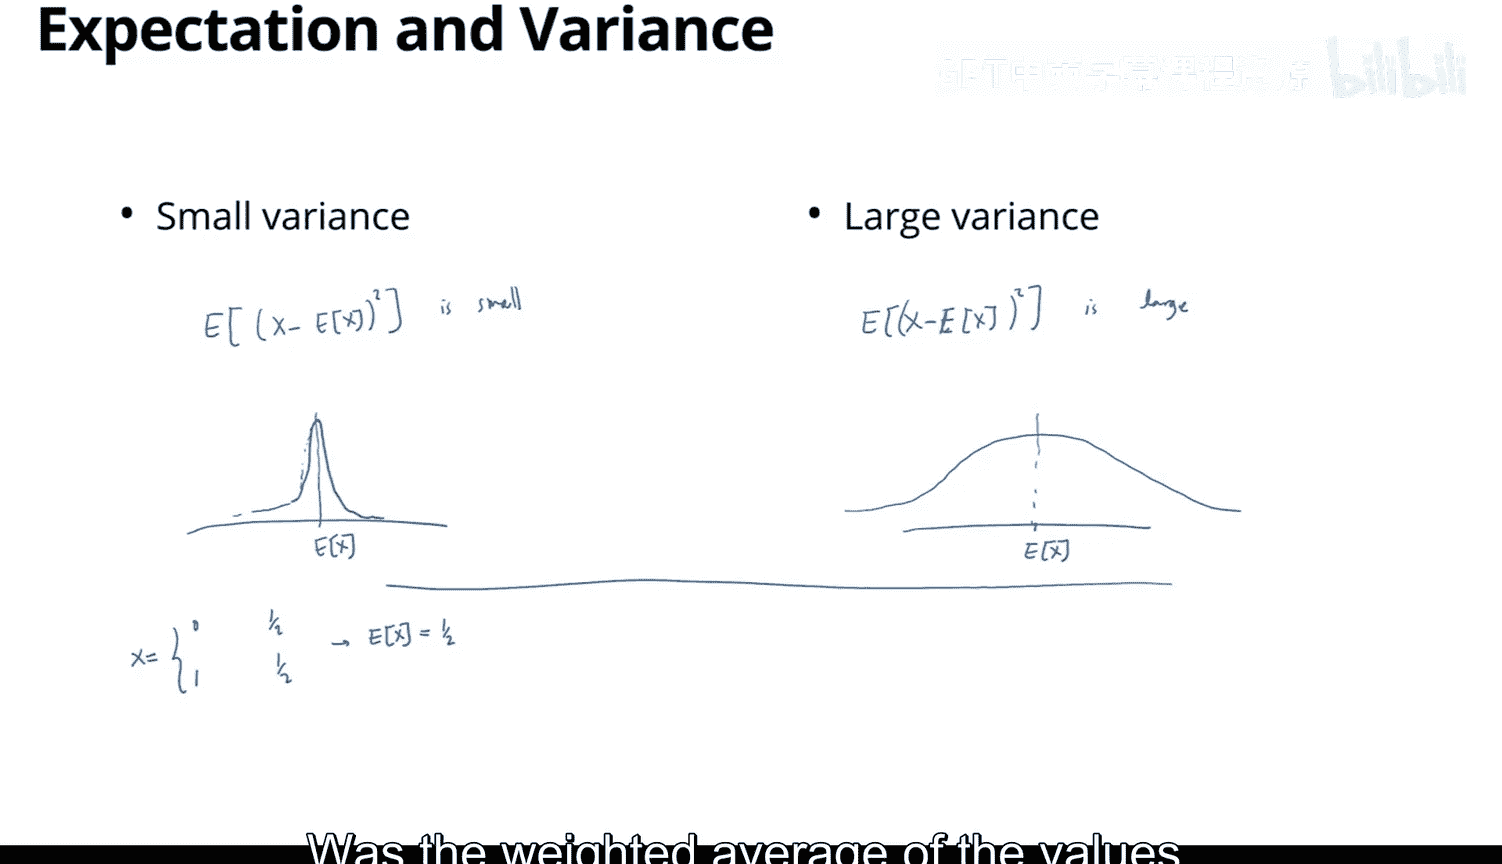 Expectation and Variance
bilibili
• Small variance
E[(x-E[x])²] is small
E[x]
• Large variance
E[(x-E[x])²] is large
E[x]
x= { 0 1/2 → E[x] = 1/2
1 1/2
Was the weighted average of the values